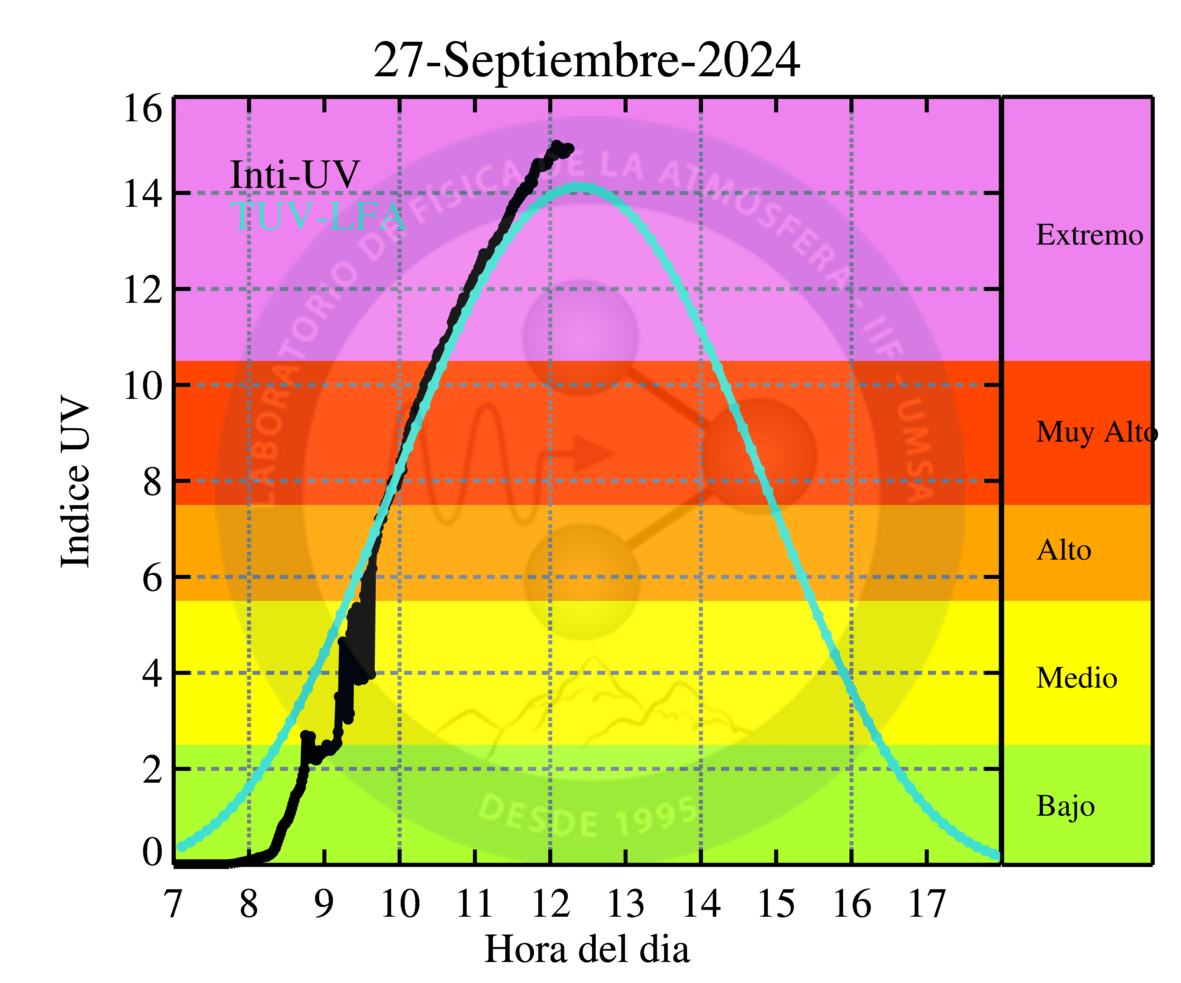 27-Septiembre-2024
Inti-UV
TUV-LFA
LABORATORIO DE FÍSICA DE LA ATMÓSFERA - IIF - UMSA
DESDE 1995
Indice UV
16
14
12
10
8
6
4
2
0
Extremo
Muy Alto
Alto
Medio
Bajo
7 8 9 10 11 12 13 14 15 16 17
Hora del dia